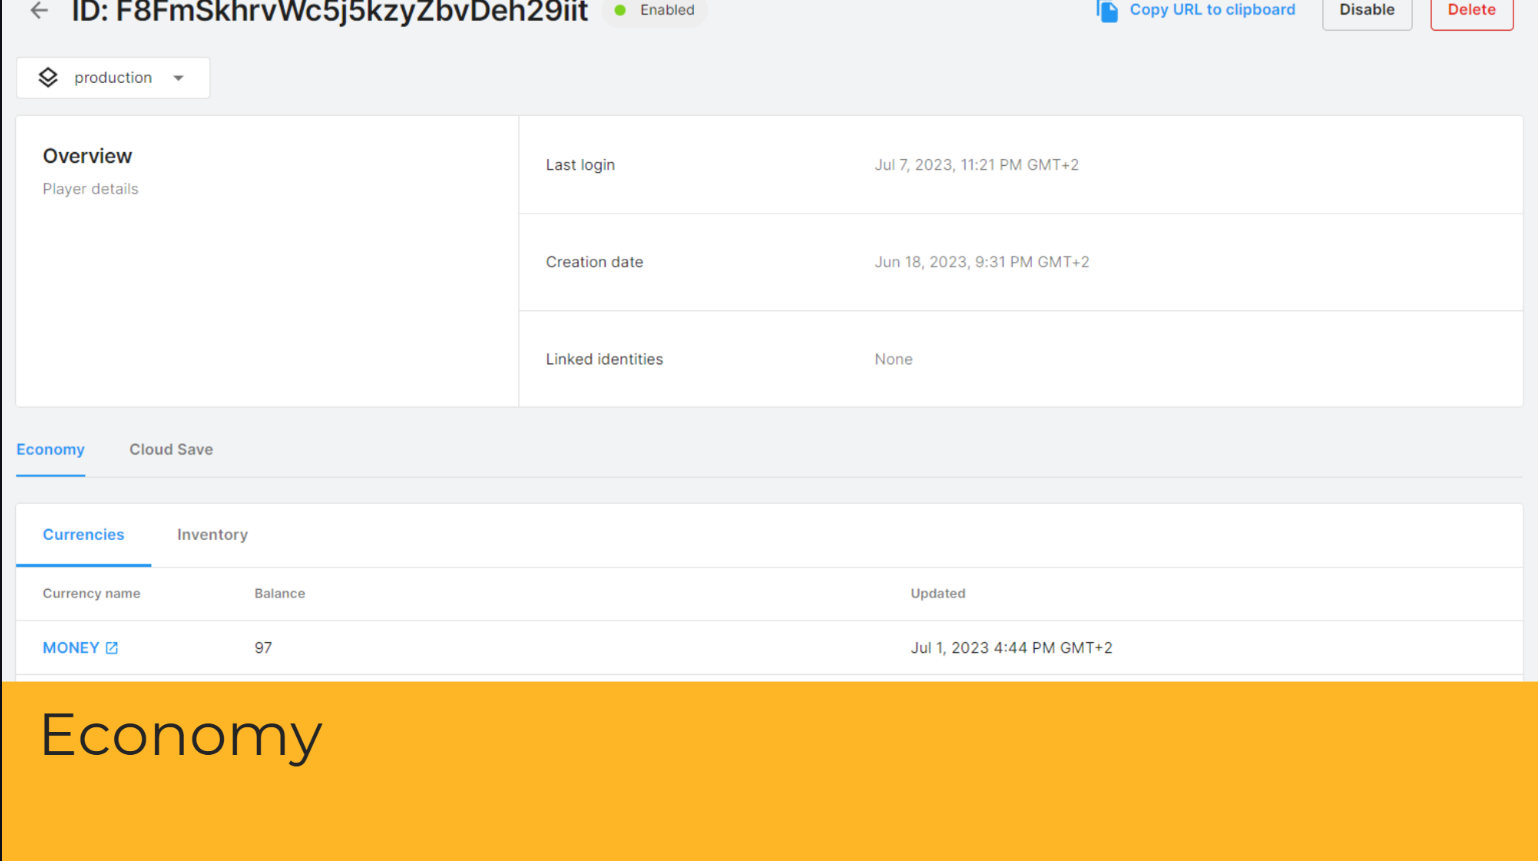 ID: F8FmSkhrvWc5j5kzyZbvDeh29iit Enabled Copy URL to clipboard Disable Delete
production
Overview
Player details
Last login Jul 7, 2023, 11:21 PM GMT+2
Creation date Jun 18, 2023, 9:31 PM GMT+2
Linked identities None
Economy Cloud Save
Currencies Inventory
Currency name Balance Updated
MONEY 97 Jul 1, 2023 4:44 PM GMT+2
Economy